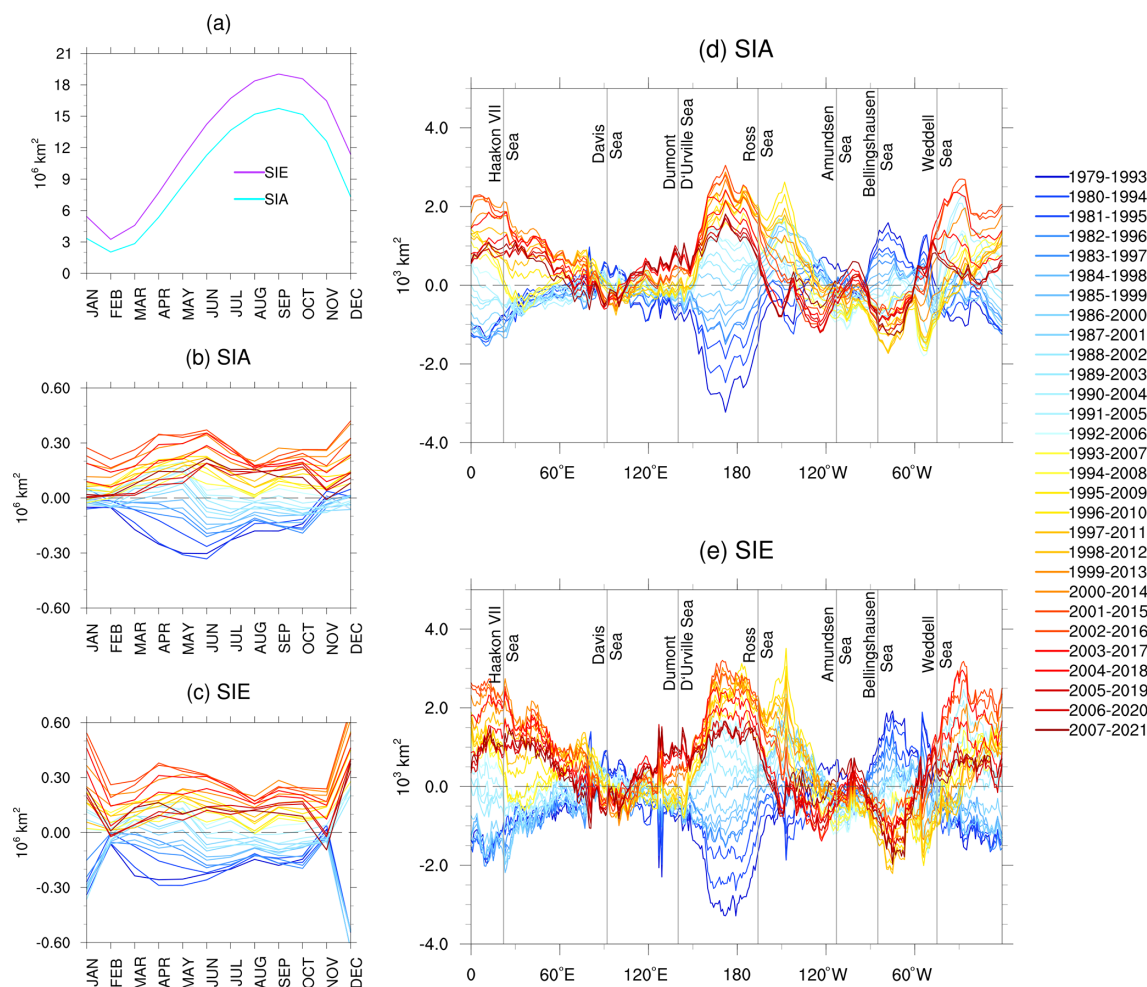 (a)
21
18
15
12
9
6
3
0
10⁶ km²
SIE
SIA
JAN
FEB
MAR
APR
MAY
JUN
JUL
AUG
SEP
OCT
NOV
DEC
(b) SIA
0.60
0.30
0.00
-0.30
-0.60
10⁶ km²
JAN
FEB
MAR
APR
MAY
JUN
JUL
AUG
SEP
OCT
NOV
DEC
(c) SIE
0.60
0.30
0.00
-0.30
-0.60
10⁶ km²
JAN
FEB
MAR
APR
MAY
JUN
JUL
AUG
SEP
OCT
NOV
DEC
(d) SIA
4.0
2.0
0.0
-2.0
-4.0
10³ km²
Haakon VII
Sea
Davis
Sea
Dumont
D'Urville Sea
Ross
Sea
Amundsen
Sea
Bellingshausen
Sea
Weddell
Sea
0
60°E
120°E
180
120°W
60°W
(e) SIE
4.0
2.0
0.0
-2.0
-4.0
10³ km²
Haakon VII
Sea
Davis
Sea
Dumont
D'Urville Sea
Ross
Sea
Amundsen
Sea
Bellingshausen
Sea
Weddell
Sea
0
60°E
120°E
180
120°W
60°W
1979-1993
1980-1994
1981-1995
1982-1996
1983-1997
1984-1998
1985-1999
1986-2000
1987-2001
1988-2002
1989-2003
1990-2004
1991-2005
1992-2006
1993-2007
1994-2008
1995-2009
1996-2010
1997-2011
1998-2012
1999-2013
2000-2014
2001-2015
2002-2016
2003-2017
2004-2018
2005-2019
2006-2020
2007-2021